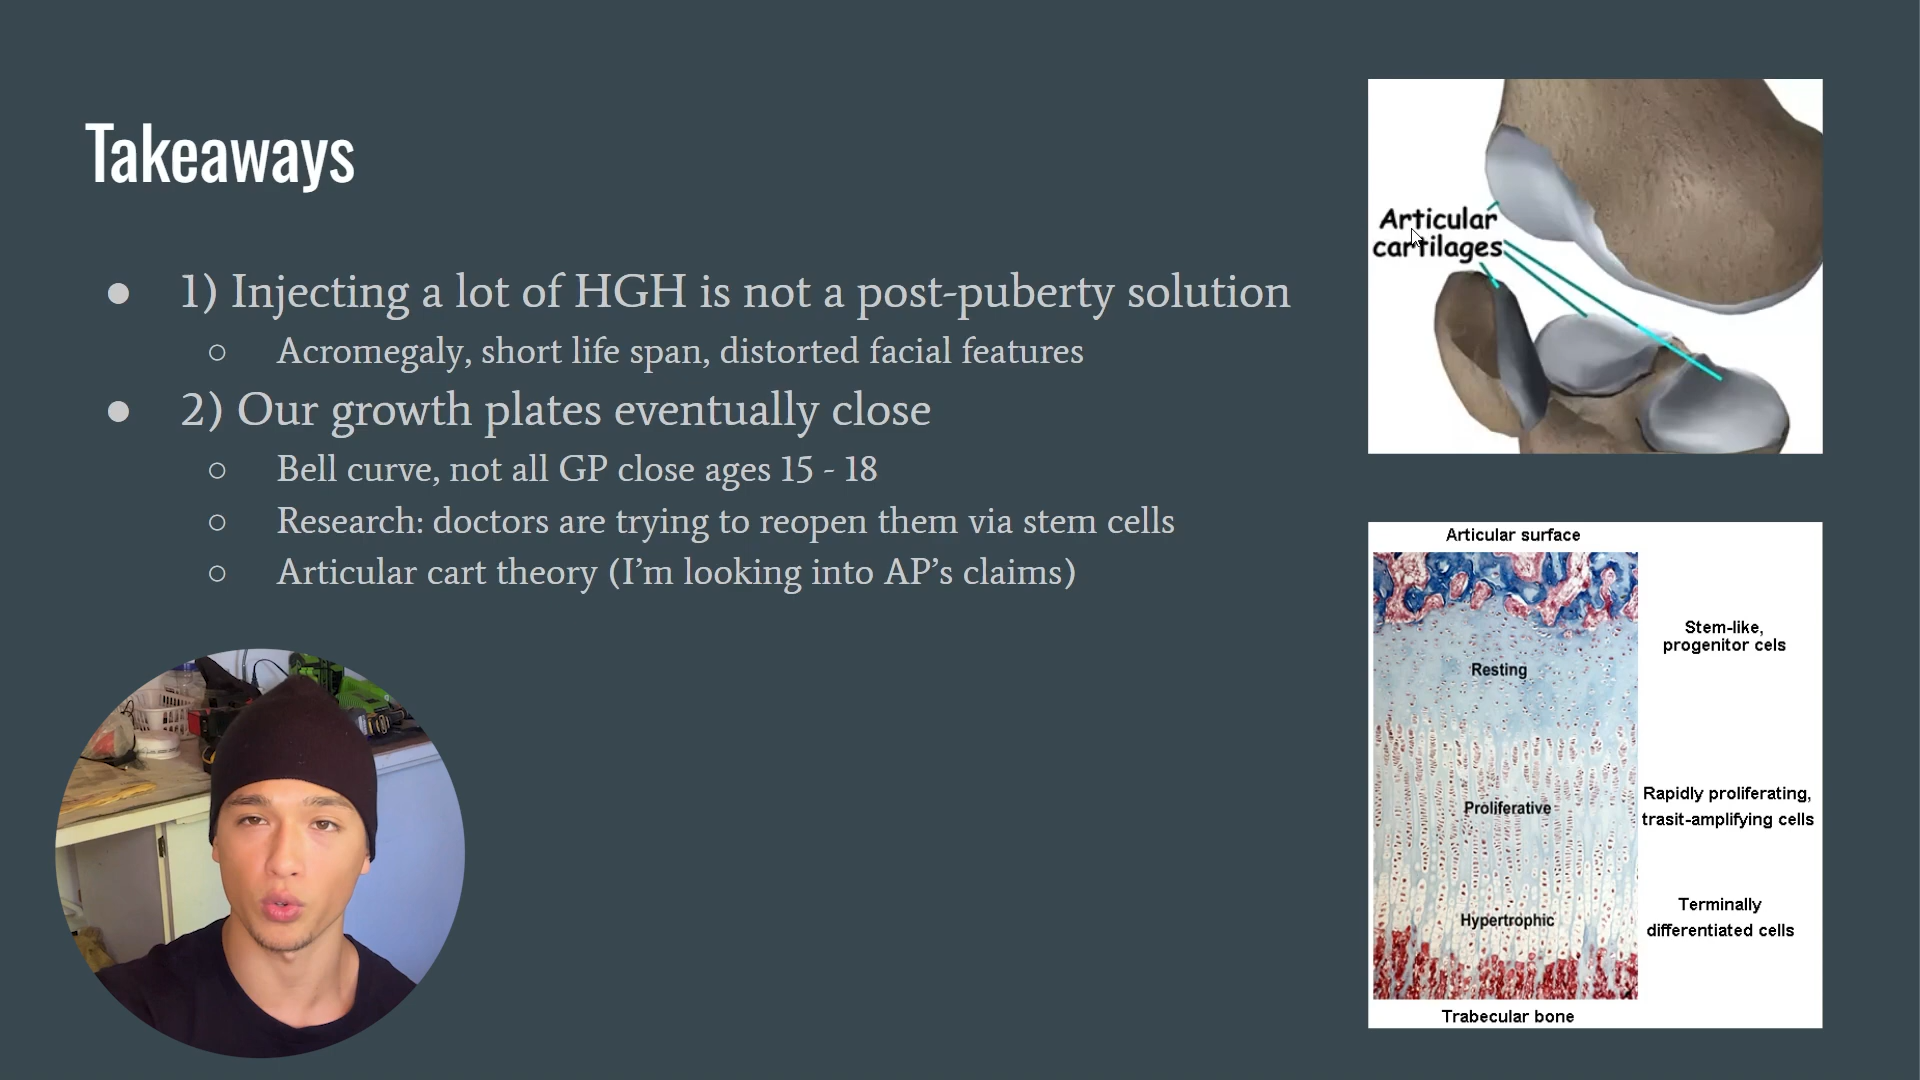 Takeaways
● 1) Injecting a lot of HGH is not a post-puberty solution
○ Acromegaly, short life span, distorted facial features
● 2) Our growth plates eventually close
○ Bell curve, not all GP close ages 15 - 18
○ Research: doctors are trying to reopen them via stem cells
○ Articular cart theory (I’m looking into AP’s claims)
Articular
cartilages
Articular surface
Stem-like,
progenitor cels
Resting
Rapidly proliferating,
trasit-amplifying cells
Proliferative
Terminally
differentiated cells
Hypertrophic
Trabecular bone